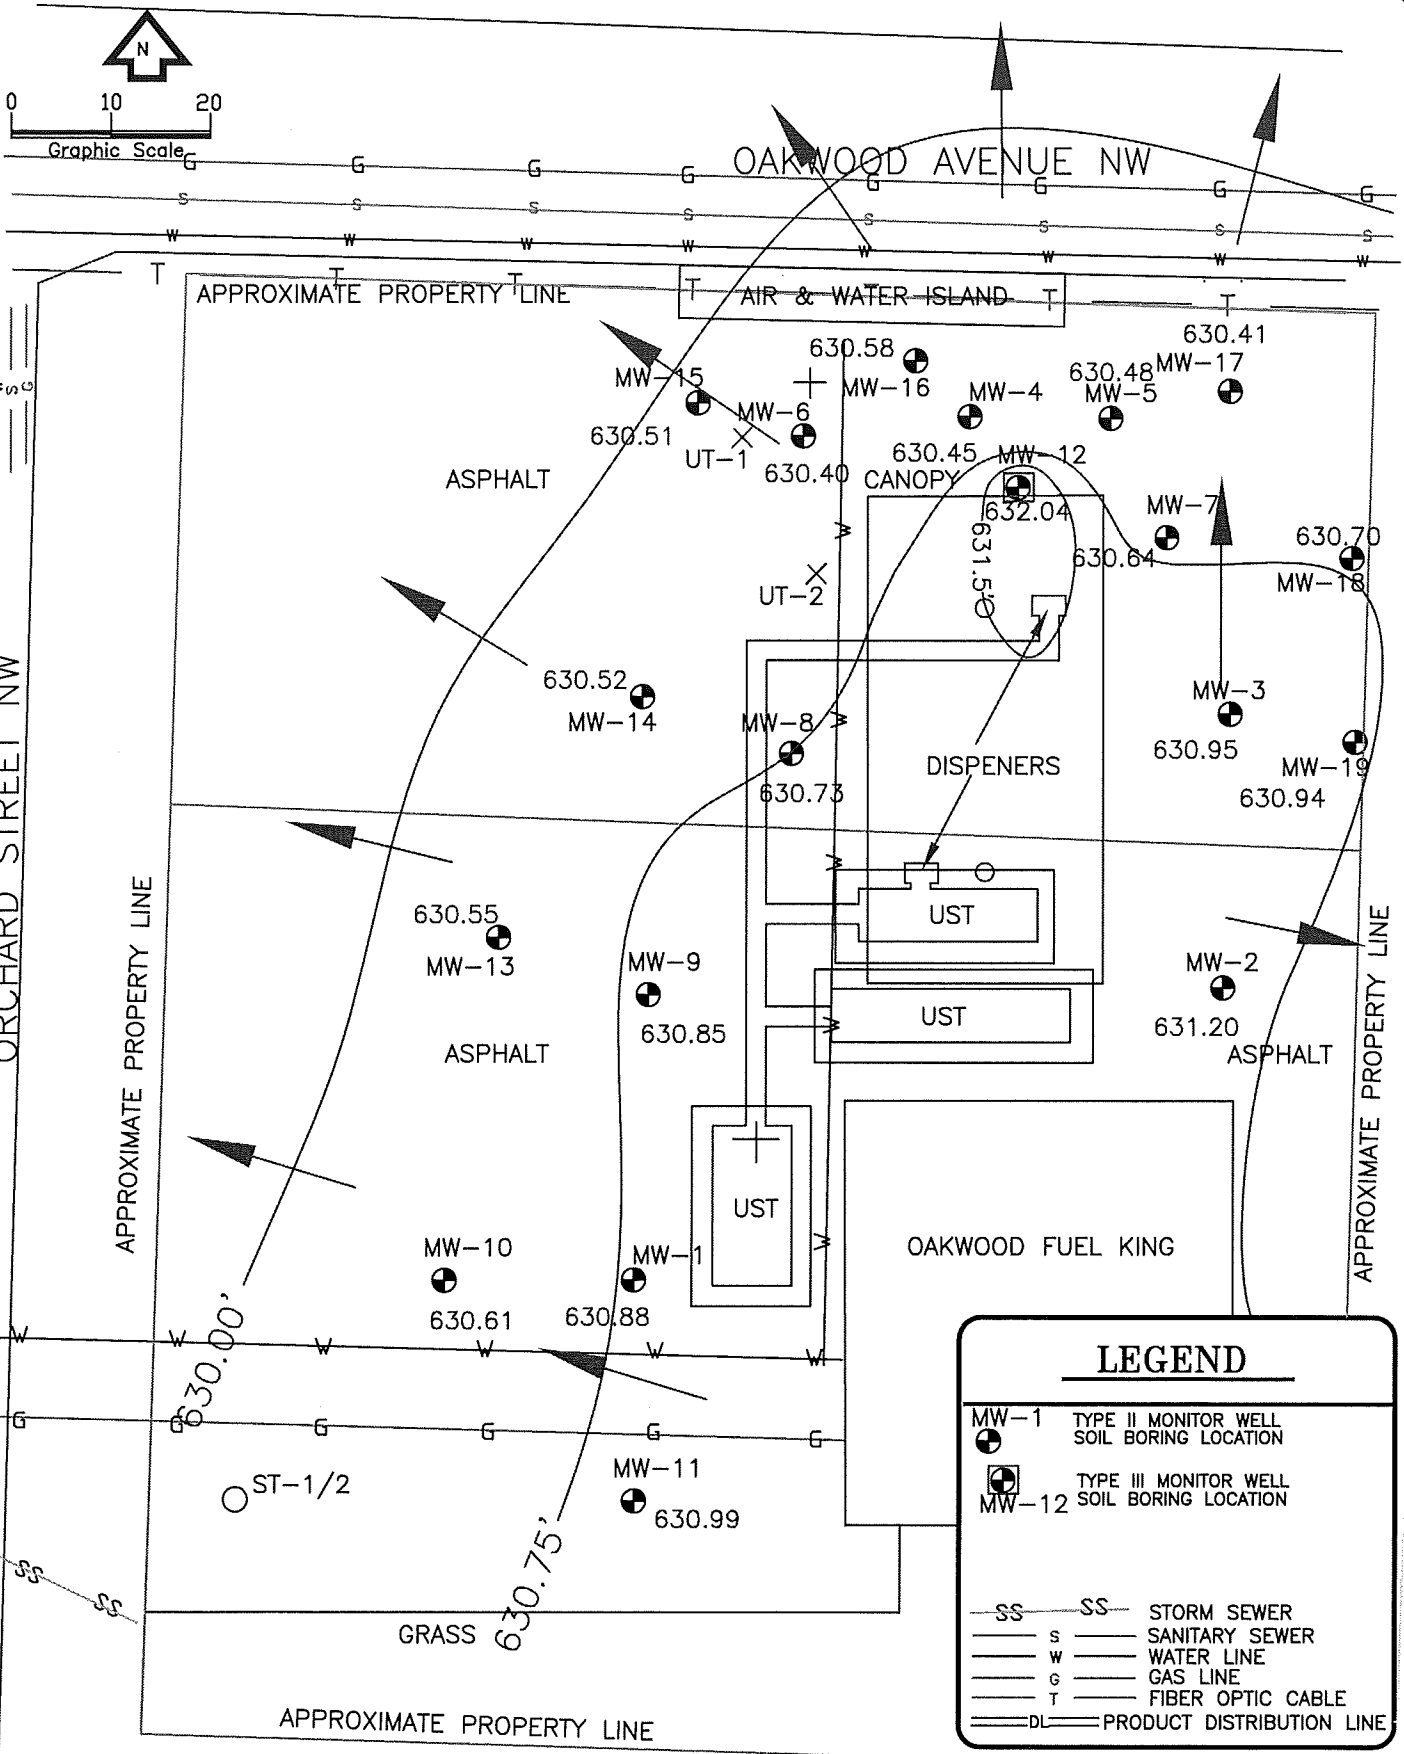 N
0 10 20
Graphic Scale
G G G G G G G G
OAKWOOD AVENUE NW
S S S S S S S S
W W W W W W W W
T T T T T T T
APPROXIMATE PROPERTY LINE
AIR & WATER ISLAND
S G
630.41
MW-17
630.58
MW-16
630.48
MW-5
MW-15
630.51
MW-6
630.40
UT-1
MW-4
630.45
MW-12
632.04
CANOPY
ASPHALT
MW-7
630.64
630.70
MW-18
631.5'
W
UT-2
630.52
MW-14
MW-8
630.73
W
MW-3
630.95
MW-19
630.94
DISPENERS
ORCHARD STREET NW
APPROXIMATE PROPERTY LINE
W
UST
630.55
MW-13
MW-9
630.85
MW-2
631.20
UST
W
ASPHALT
ASPHALT
APPROXIMATE PROPERTY LINE
UST
W
OAKWOOD FUEL KING
MW-10
630.61
MW-1
630.88
W W W W W W
630.00'
G G G G G G
ST-1/2
MW-11
630.99
630.75'
SS SS
GRASS
APPROXIMATE PROPERTY LINE
LEGEND
MW-1 TYPE II MONITOR WELL
SOIL BORING LOCATION
TYPE III MONITOR WELL
MW-12 SOIL BORING LOCATION
SS SS STORM SEWER
S SANITARY SEWER
W WATER LINE
G GAS LINE
T FIBER OPTIC CABLE
DL PRODUCT DISTRIBUTION LINE